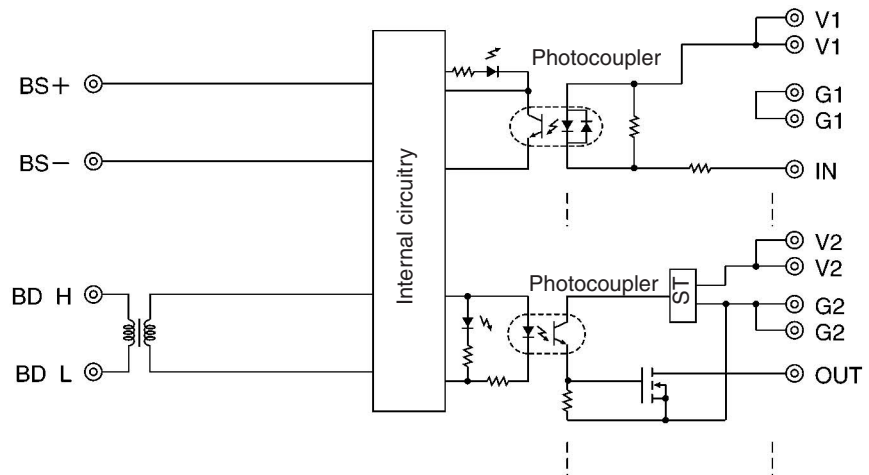 BS+
BS−
BD H
BD L
Internal circuitry
Photocoupler
V1
V1
G1
G1
IN
Photocoupler
ST
V2
V2
G2
G2
OUT